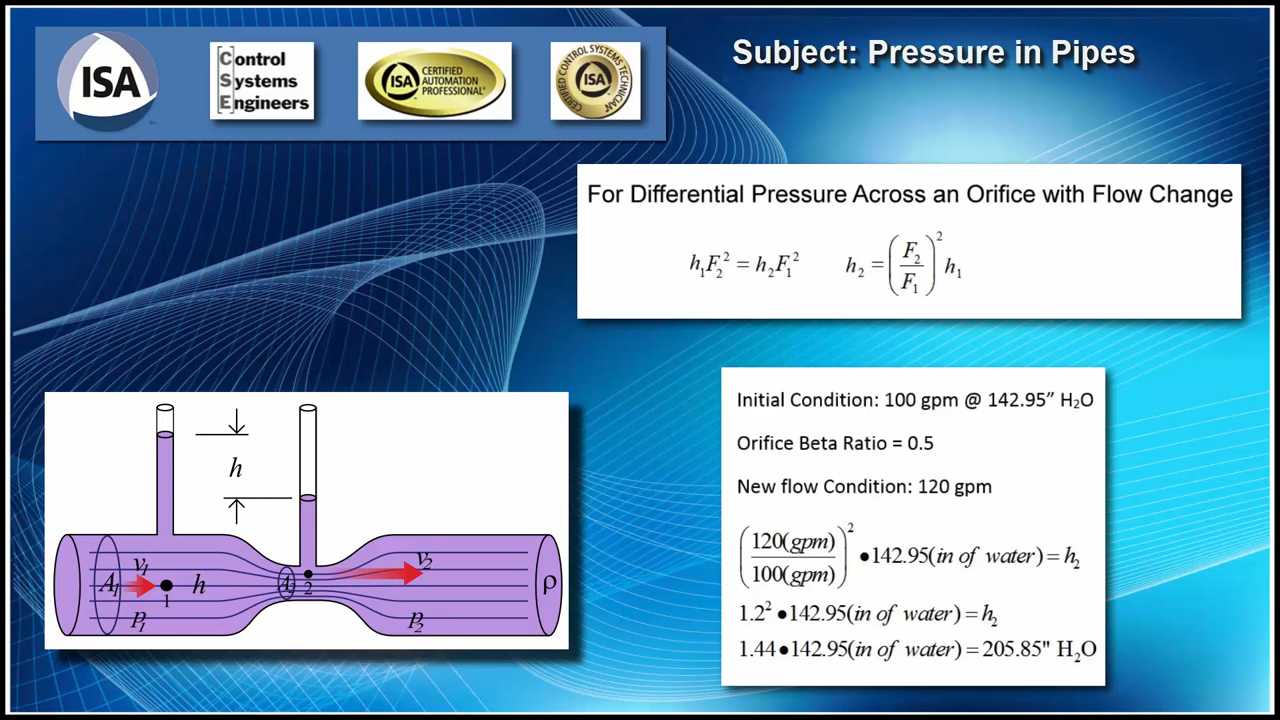 ISA
[C]ontrol
Systems
[E]ngineers
ISA CERTIFIED
AUTOMATION
PROFESSIONAL®
CERTIFIED CONTROL SYSTEMS TECHNICIAN
ISA
Subject: Pressure in Pipes
For Differential Pressure Across an Orifice with Flow Change
h₁F₂² = h₂F₁² h₂ = (F₂/F₁)² h₁
Initial Condition: 100 gpm @ 142.95” H₂O
Orifice Beta Ratio = 0.5
New flow Condition: 120 gpm
(120(gpm)/100(gpm))² •142.95(in of water) = h₂
1.2² •142.95(in of water) = h₂
1.44•142.95(in of water) = 205.85" H₂O
h
v₁
v₂
A₁
1
h
A₂
2
ρ
p₁
p₂